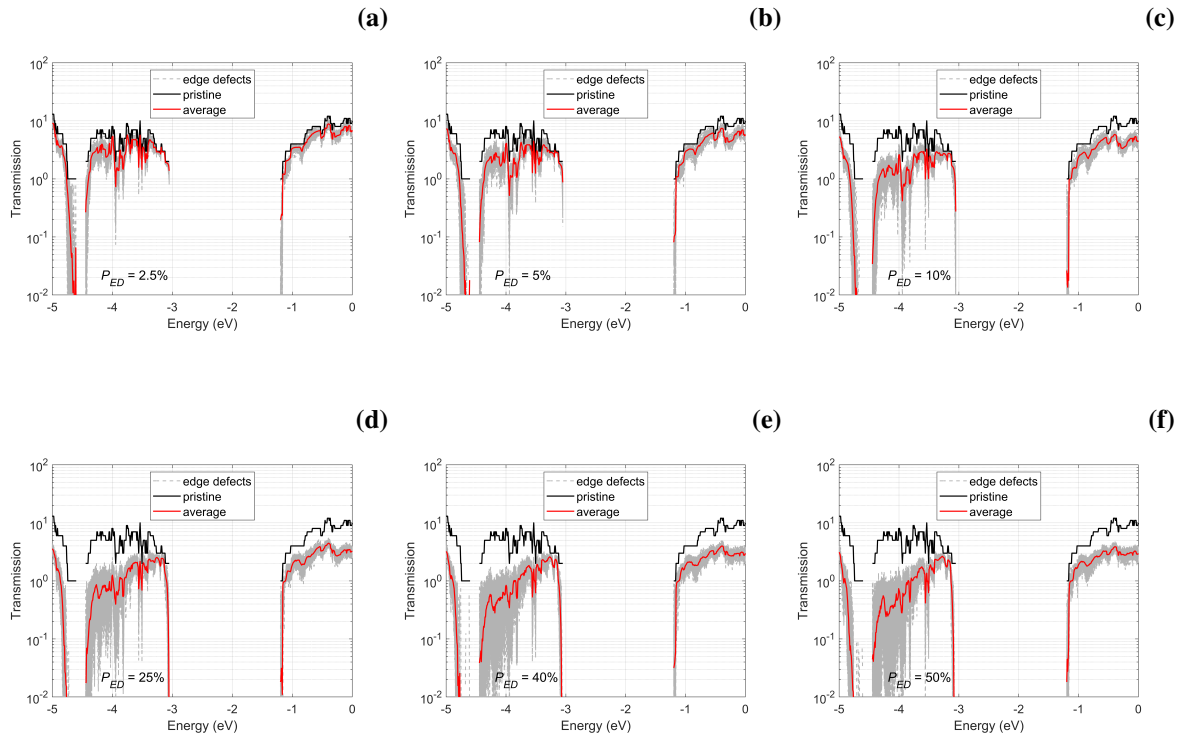 (a)
10^2
10^1
10^0
10^-1
10^-2
Transmission
edge defects
pristine
average
P_ED = 2.5%
-5 -4 -3 -2 -1 0
Energy (eV)
(b)
10^2
10^1
10^0
10^-1
10^-2
Transmission
edge defects
pristine
average
P_ED = 5%
-5 -4 -3 -2 -1 0
Energy (eV)
(c)
10^2
10^1
10^0
10^-1
10^-2
Transmission
edge defects
pristine
average
P_ED = 10%
-5 -4 -3 -2 -1 0
Energy (eV)
(d)
10^2
10^1
10^0
10^-1
10^-2
Transmission
edge defects
pristine
average
P_ED = 25%
-5 -4 -3 -2 -1 0
Energy (eV)
(e)
10^2
10^1
10^0
10^-1
10^-2
Transmission
edge defects
pristine
average
P_ED = 40%
-5 -4 -3 -2 -1 0
Energy (eV)
(f)
10^2
10^1
10^0
10^-1
10^-2
Transmission
edge defects
pristine
average
P_ED = 50%
-5 -4 -3 -2 -1 0
Energy (eV)